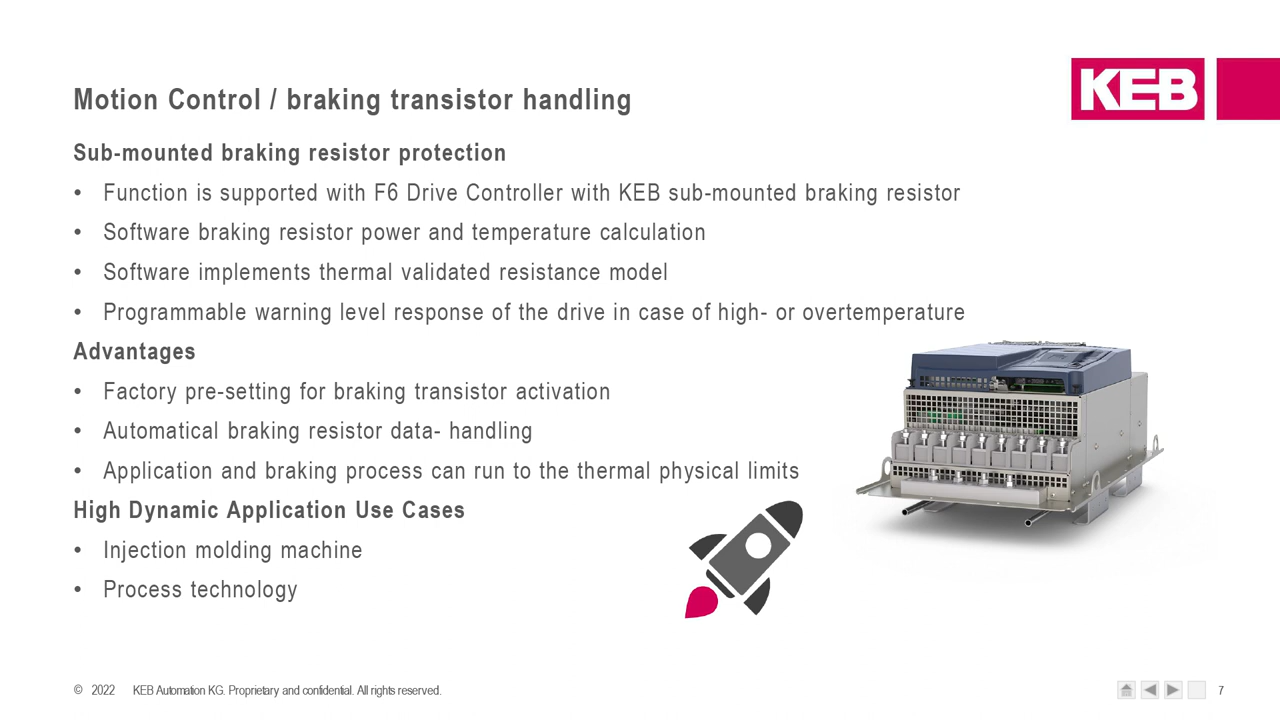 KEB
Motion Control / braking transistor handling
Sub-mounted braking resistor protection
• Function is supported with F6 Drive Controller with KEB sub-mounted braking resistor
• Software braking resistor power and temperature calculation
• Software implements thermal validated resistance model
• Programmable warning level response of the drive in case of high- or overtemperature
Advantages
• Factory pre-setting for braking transistor activation
• Automatical braking resistor data- handling
• Application and braking process can run to the thermal physical limits
High Dynamic Application Use Cases
• Injection molding machine
• Process technology
© 2022 KEB Automation KG. Proprietary and confidential. All rights reserved.
7